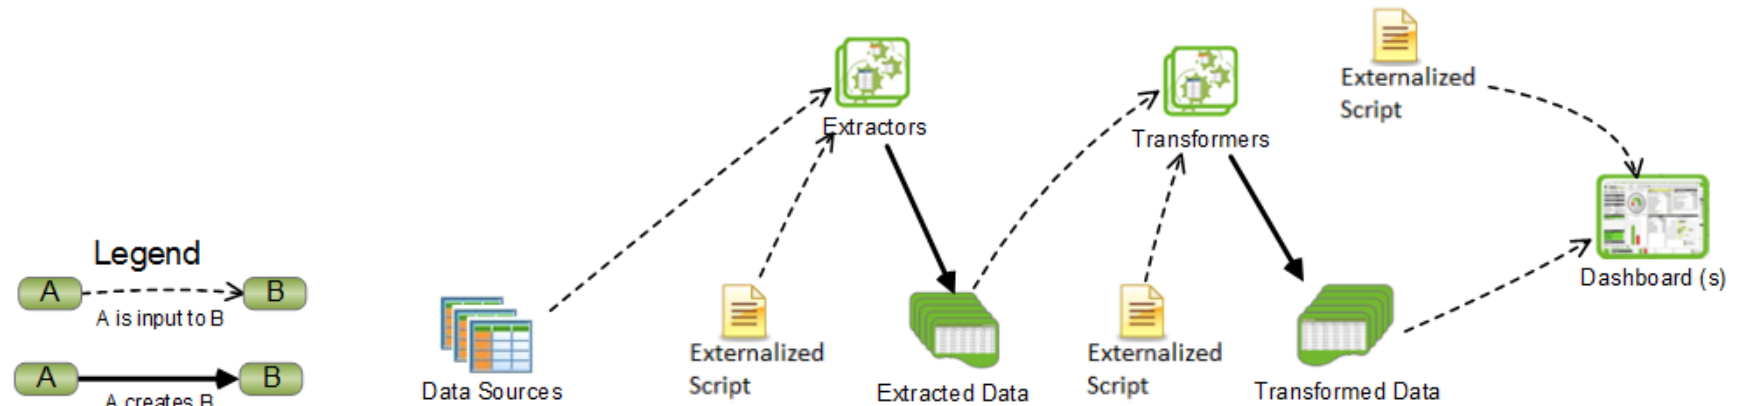 Externalized
Script
Extractors
Transformers
Legend
A
B
A is input to B
A
B
A creates B
Data Sources
Externalized
Script
Extracted Data
Externalized
Script
Transformed Data
Dashboard (s)